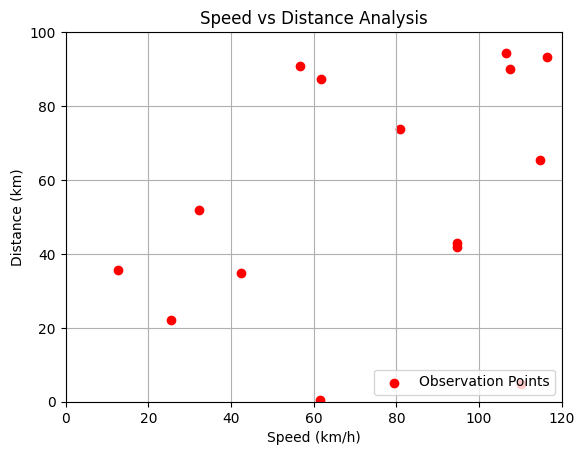 Speed vs Distance Analysis
100
80
60
40
20
0
Distance (km)
Observation Points
0 20 40 60 80 100 120
Speed (km/h)